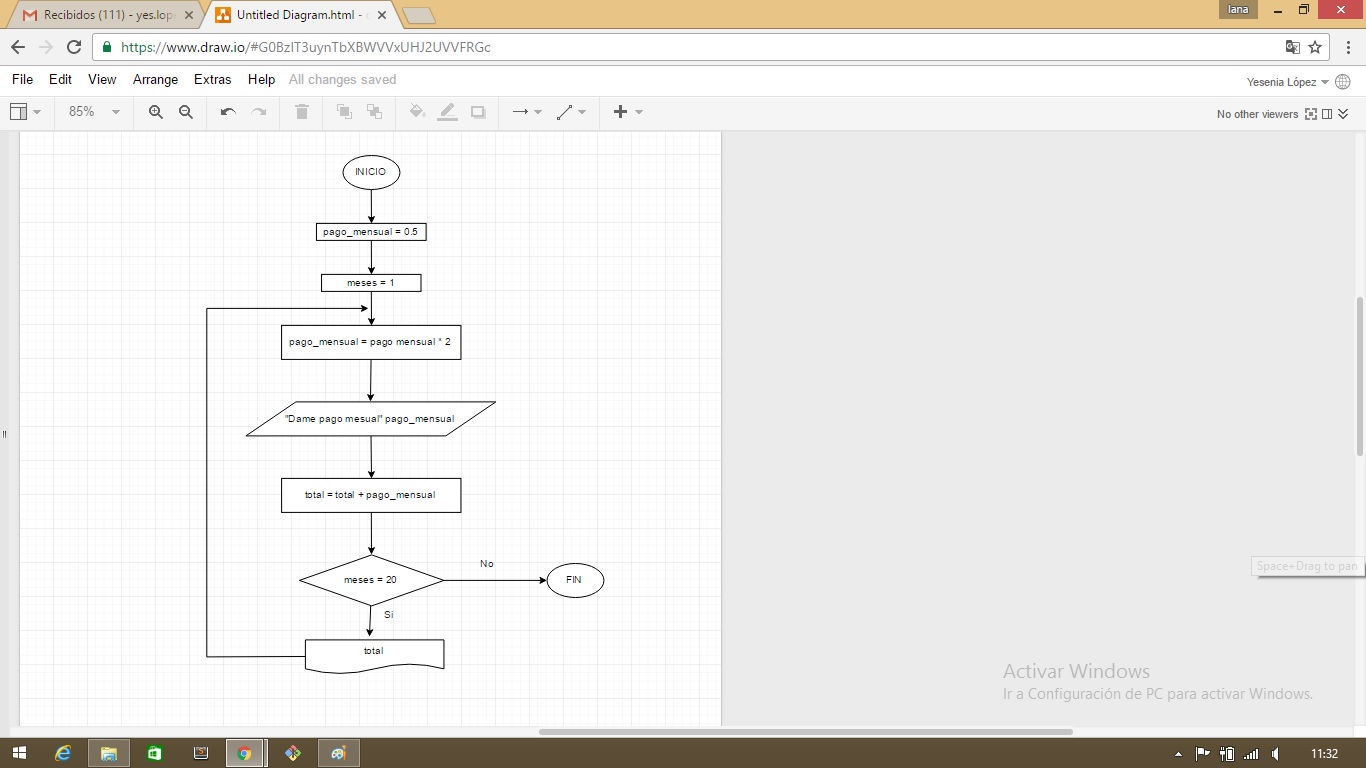 Recibidos (111) - yes.lop
Untitled Diagram.html -
Iana
https://www.draw.io/#G0BzIT3uynTbXBWVVxUHJ2UVVFRGc
File Edit View Arrange Extras Help All changes saved
Yesenia López
85%
No other viewers
INICIO
pago_mensual = 0.5
meses = 1
pago_mensual = pago mensual * 2
"Dame pago mesual" pago_mensual
total = total + pago_mensual
meses = 20
No
FIN
Si
total
Space+Drag to pan
Activar Windows
Ir a Configuración de PC para activar Windows.
11:32